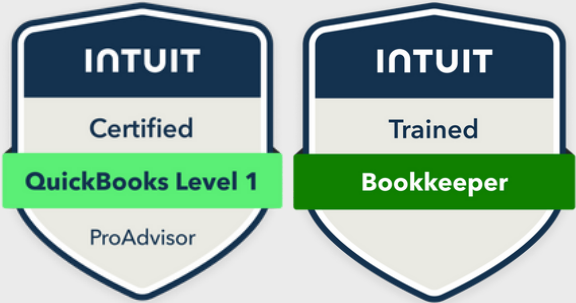 INTUIT
Certified
QuickBooks Level 1
ProAdvisor
INTUIT
Trained
Bookkeeper